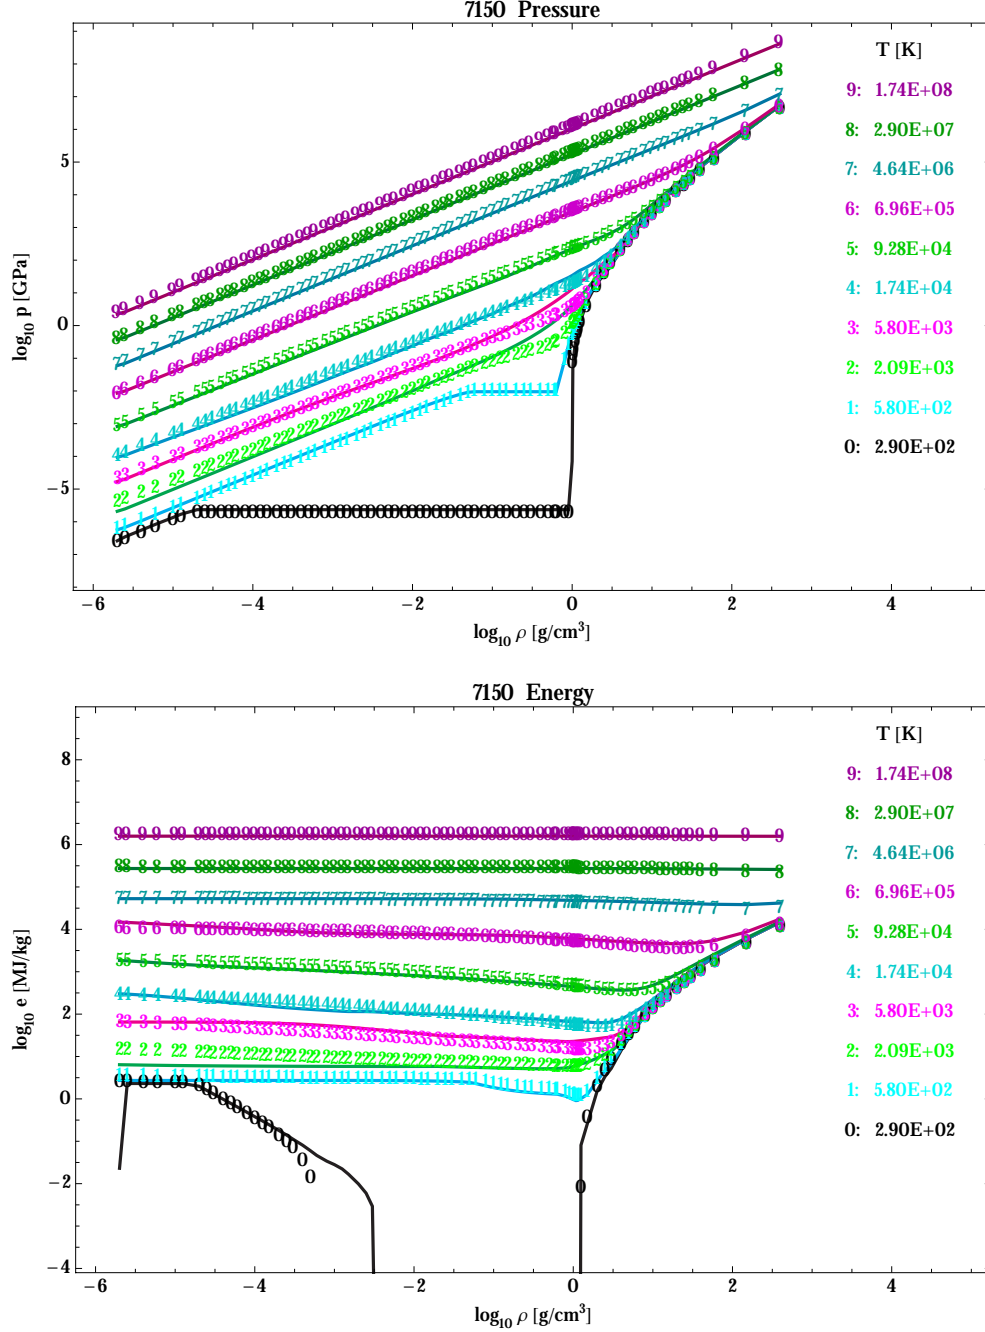 7150 Pressure
T [K]
9: 1.74E+08
8: 2.90E+07
7: 4.64E+06
6: 6.96E+05
5: 9.28E+04
4: 1.74E+04
3: 5.80E+03
2: 2.09E+03
1: 5.80E+02
0: 2.90E+02
5
0
−5
log10 p [GPa]
−6 −4 −2 0 2
log10 ρ [g/cm3]
7150 Energy
T [K]
9: 1.74E+08
8: 2.90E+07
7: 4.64E+06
6: 6.96E+05
5: 9.28E+04
4: 1.74E+04
3: 5.80E+03
2: 2.09E+03
1: 5.80E+02
0: 2.90E+02
8
6
4
2
0
−2
−4
log10 e [MJ/kg]
−6 −4 −2 0 2
log10 ρ [g/cm3]